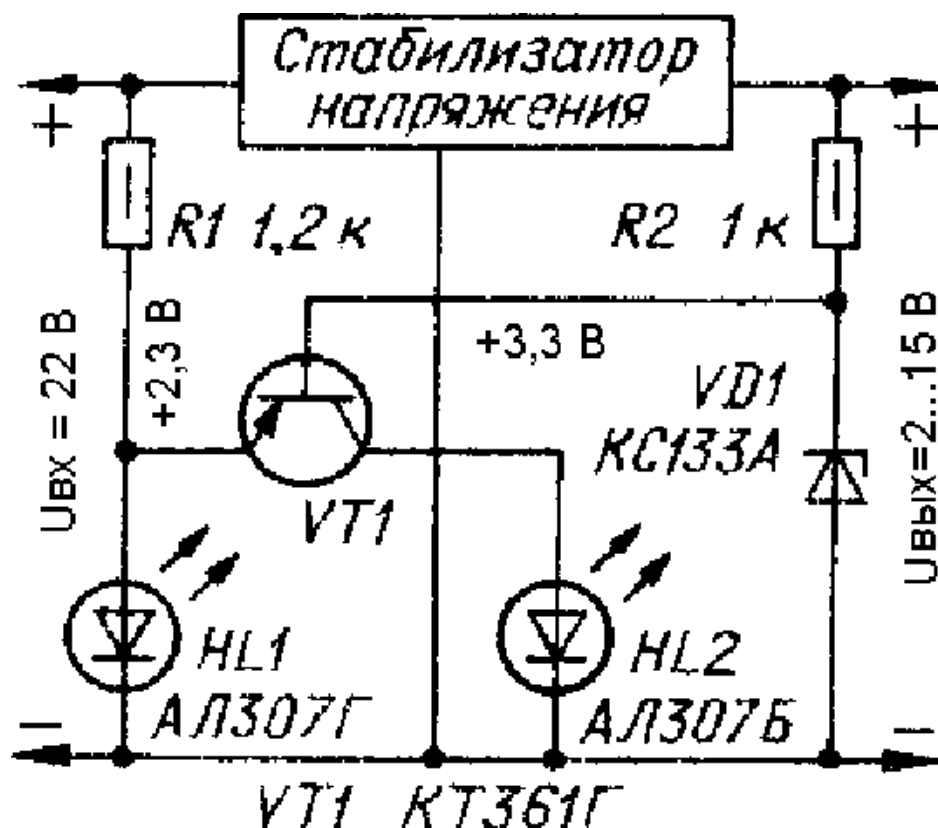 Стабилизатор
напряжения
+
+
R1 1,2 к
R2 1 к
Uвх = 22 В
+2,3 В
+3,3 В
VD1
КС133А
Uвых=2...15 В
VT1
HL1
АЛ307Г
HL2
АЛ307Б
−
−
VT1 КТ361Г